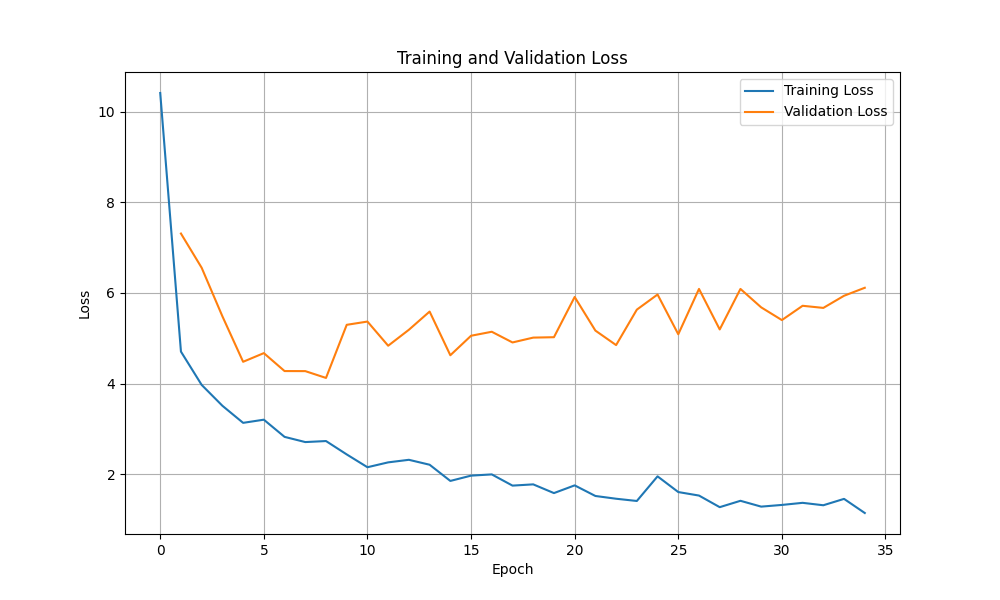 Training and Validation Loss
Training Loss
Validation Loss
10
8
6
4
2
Loss
0 5 10 15 20 25 30 35
Epoch